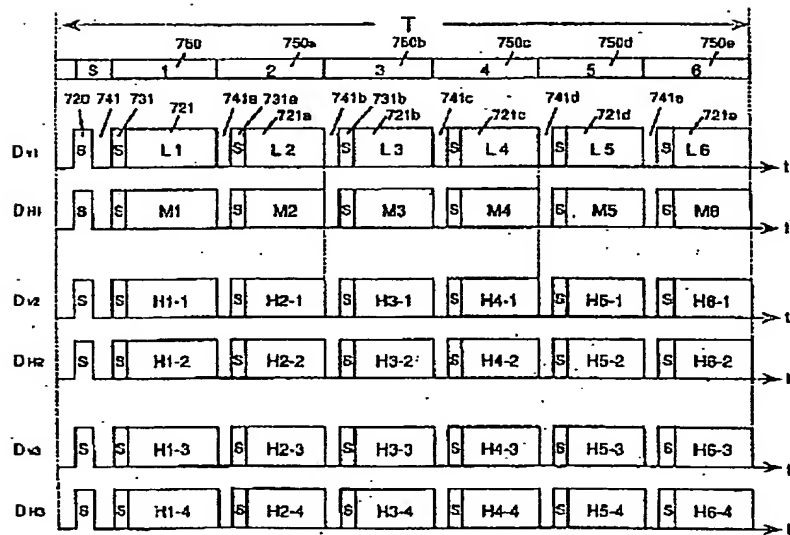 T
750 750a 750b 750c 750d 750e
S 1 2 3 4 5 6
720 741 731 721 741a 731a 721a 741b 731b 721b 741c 721c 741d 721d 741e 721e
DV1 S S L1 S L2 S L3 S L4 S L5 S L6 t
DH1 S S M1 S M2 S M3 S M4 S M5 S M6 t
DV2 S S H1-1 S H2-1 S H3-1 S H4-1 S H5-1 S H6-1 t
DH2 S S H1-2 S H2-2 S H3-2 S H4-2 S H5-2 S H6-2 t
DV3 S S H1-3 S H2-3 S H3-3 S H4-3 S H5-3 S H6-3 t
DH3 S S H1-4 S H2-4 S H3-4 S H4-4 S H5-4 S H6-4 t